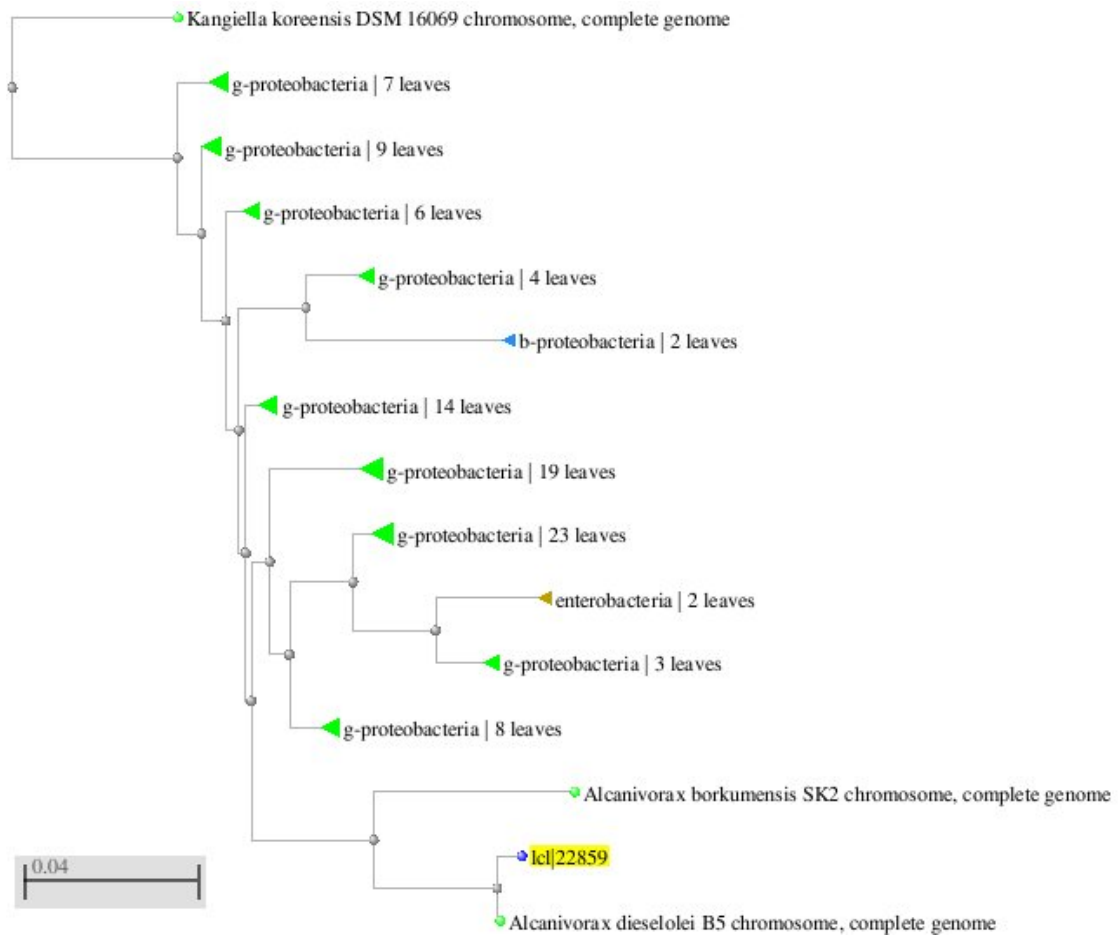 Kangiella koreensis DSM 16069 chromosome, complete genome
g-proteobacteria | 7 leaves
g-proteobacteria | 9 leaves
g-proteobacteria | 6 leaves
g-proteobacteria | 4 leaves
b-proteobacteria | 2 leaves
g-proteobacteria | 14 leaves
g-proteobacteria | 19 leaves
g-proteobacteria | 23 leaves
enterobacteria | 2 leaves
g-proteobacteria | 3 leaves
g-proteobacteria | 8 leaves
Alcanivorax borkumensis SK2 chromosome, complete genome
lcl|22859
0.04
Alcanivorax dieselolei B5 chromosome, complete genome